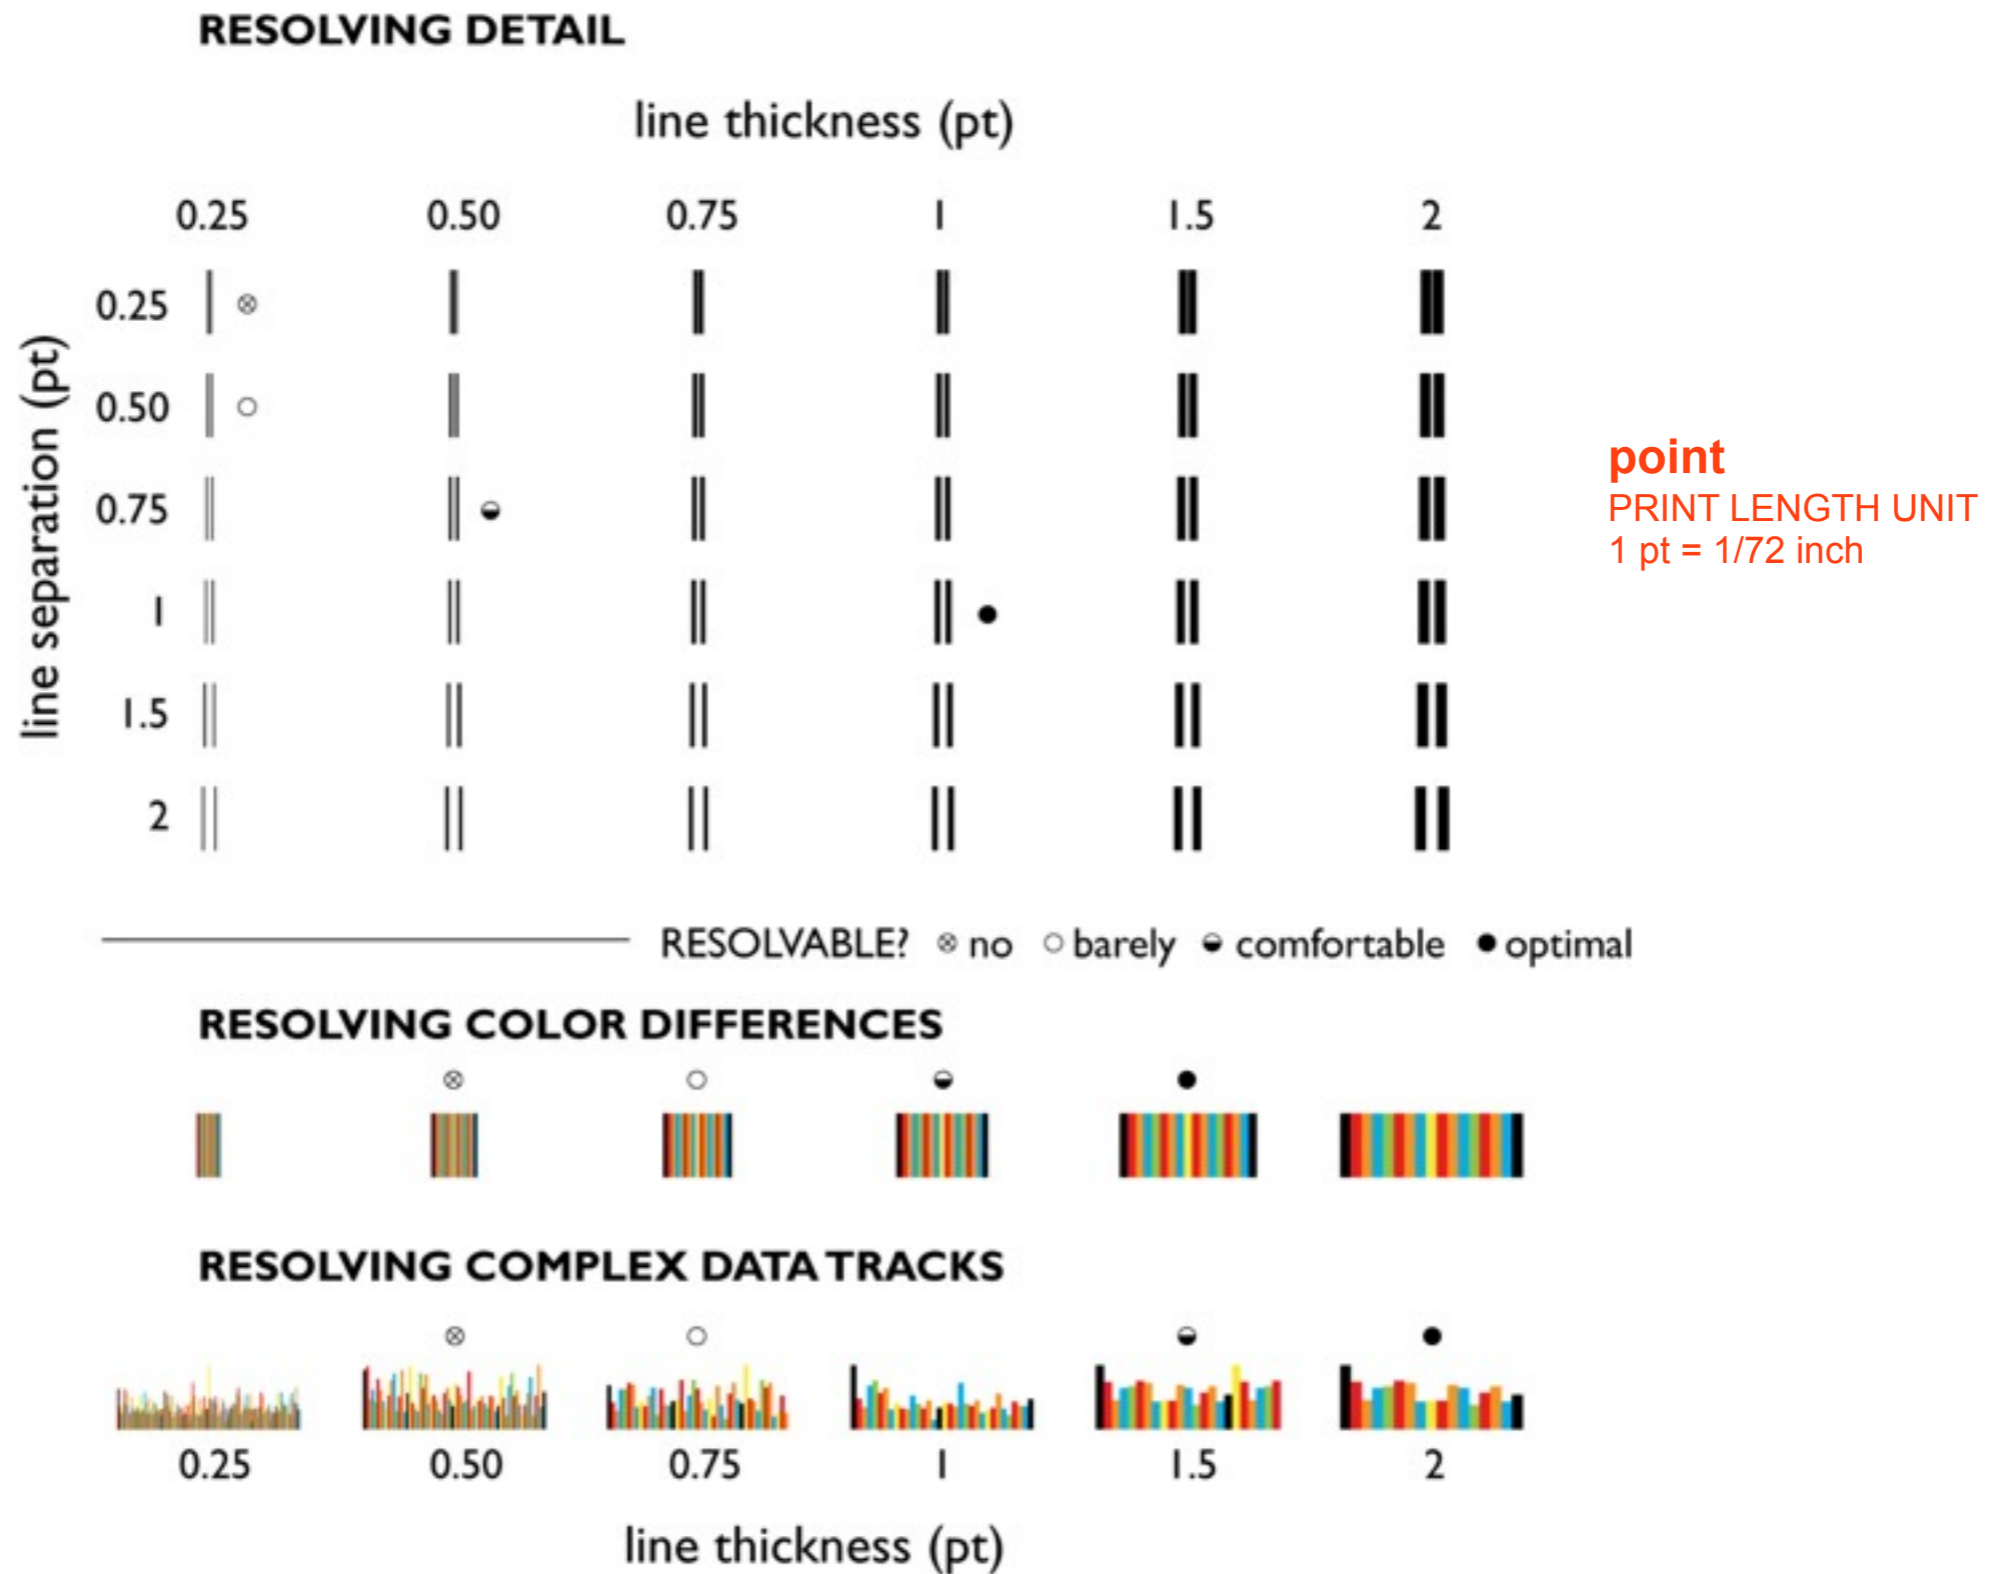 RESOLVING DETAIL
line thickness (pt)
0.25 0.50 0.75 1 1.5 2
line separation (pt)
0.25
0.50
0.75
1
1.5
2
point
PRINT LENGTH UNIT
1 pt = 1/72 inch
RESOLVABLE? no barely comfortable optimal
RESOLVING COLOR DIFFERENCES
RESOLVING COMPLEX DATA TRACKS
0.25 0.50 0.75 1 1.5 2
line thickness (pt)